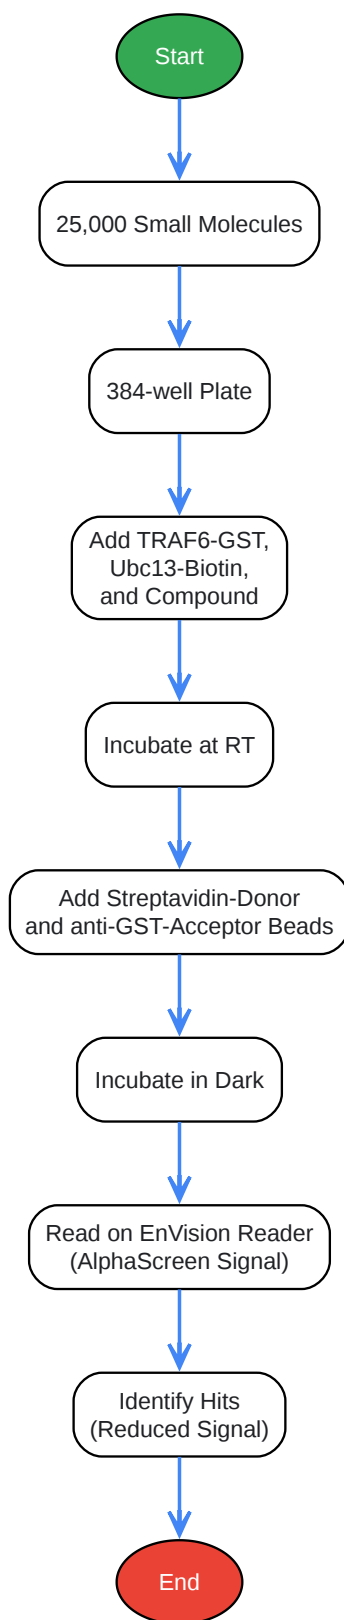 Start
25,000 Small Molecules
384-well Plate
Add TRAF6-GST,
Ubc13-Biotin,
and Compound
Incubate at RT
Add Streptavidin-Donor
and anti-GST-Acceptor Beads
Incubate in Dark
Read on EnVision Reader
(AlphaScreen Signal)
Identify Hits
(Reduced Signal)
End